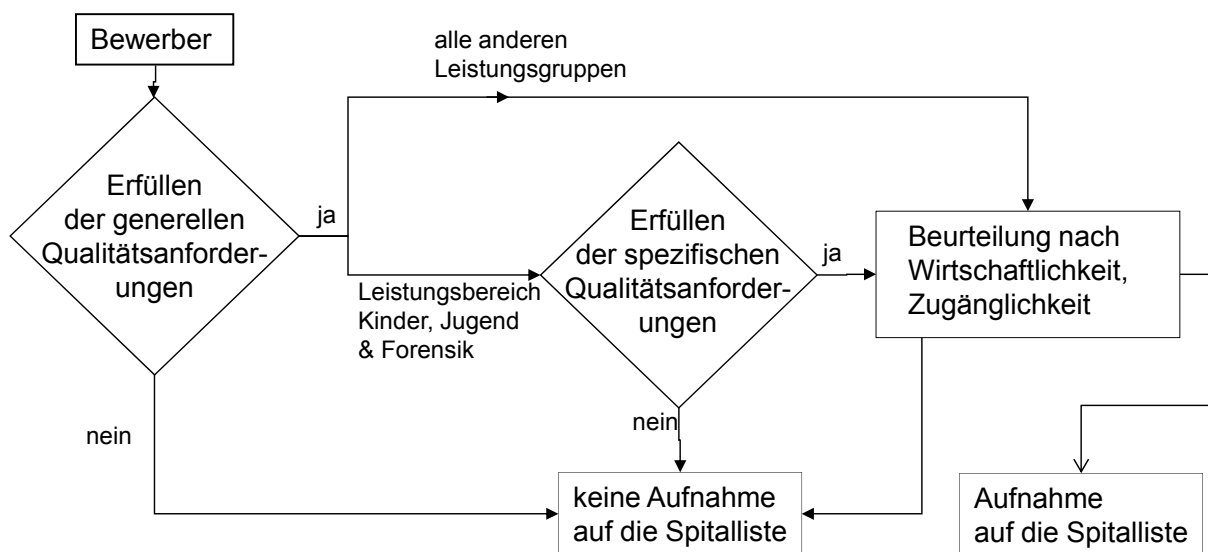 Bewerber
alle anderen
Leistungsgruppen
Erfüllen
der generellen
Qualitätsanforder-
ungen
ja
Leistungsbereich
Kinder, Jugend
& Forensik
Erfüllen
der spezifischen
Qualitätsanforder-
ungen
ja
Beurteilung nach
Wirtschaftlichkeit,
Zugänglichkeit
nein
nein
keine Aufnahme
auf die Spitalliste
Aufnahme
auf die Spitalliste